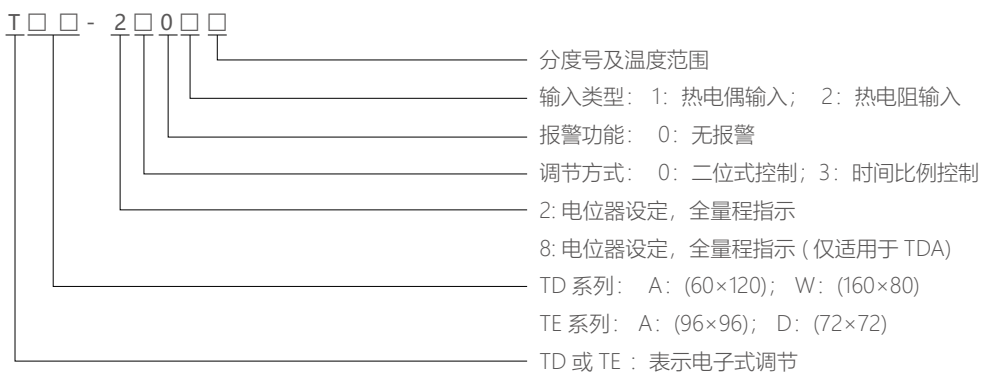 T□ □ - 2□0□ □
分度号及温度范围
输入类型： 1：热电偶输入； 2：热电阻输入
报警功能： 0：无报警
调节方式： 0：二位式控制；3：时间比例控制
2: 电位器设定，全量程指示
8: 电位器设定，全量程指示 ( 仅适用于 TDA)
TD 系列： A：(60×120)； W：(160×80)
TE 系列： A：(96×96)； D：(72×72)
TD 或 TE ：表示电子式调节